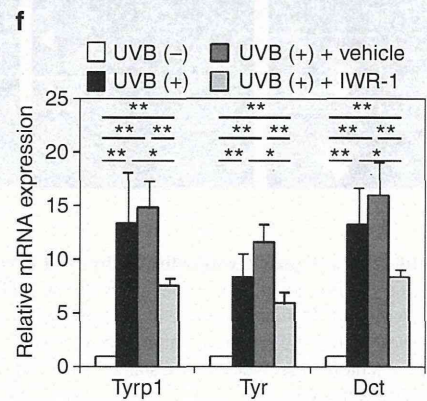 f
UVB (–) UVB (+) + vehicle
UVB (+) UVB (+) + IWR-1
Relative mRNA expression
25
20
15
10
5
0
** ** **
** ** ** ** ** **
** * ** * ** *
Tyrp1 Tyr Dct